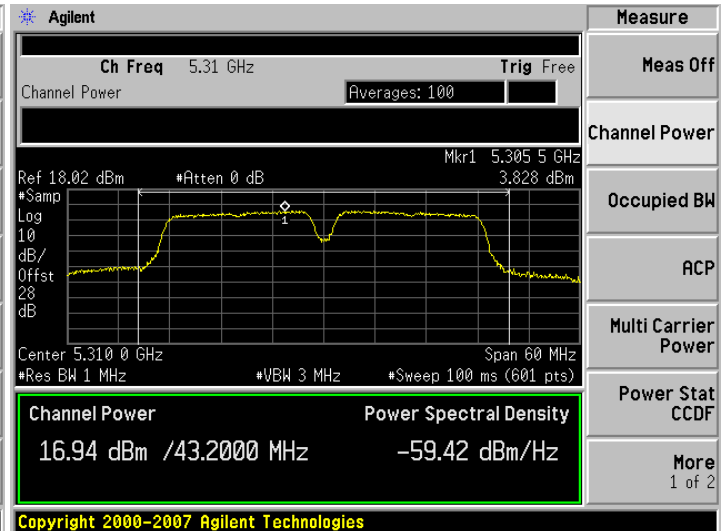 Agilent
Measure
Ch Freq 5.31 GHz Trig Free
Meas Off
Channel Power Averages: 100
Channel Power
Mkr1 5.305 5 GHz
Ref 18.02 dBm #Atten 0 dB 3.828 dBm
#Samp
Log
10
dB/
Offst
28
dB
1
Occupied BW
ACP
Multi Carrier
Power
Center 5.310 0 GHz Span 60 MHz
#Res BW 1 MHz #VBW 3 MHz #Sweep 100 ms (601 pts)
Power Stat
CCDF
Channel Power Power Spectral Density
16.94 dBm /43.2000 MHz -59.42 dBm/Hz
More
1 of 2
Copyright 2000-2007 Agilent Technologies